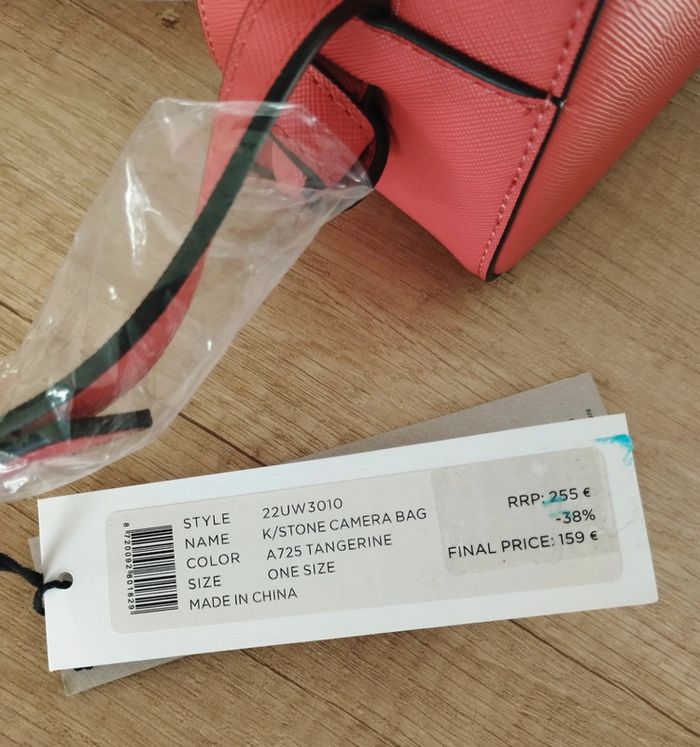 STYLE 22UW3010
NAME K/STONE CAMERA BAG
COLOR A725 TANGERINE
SIZE ONE SIZE
MADE IN CHINA
8720092801829
RRP: 255 €
-38%
FINAL PRICE: 159 €